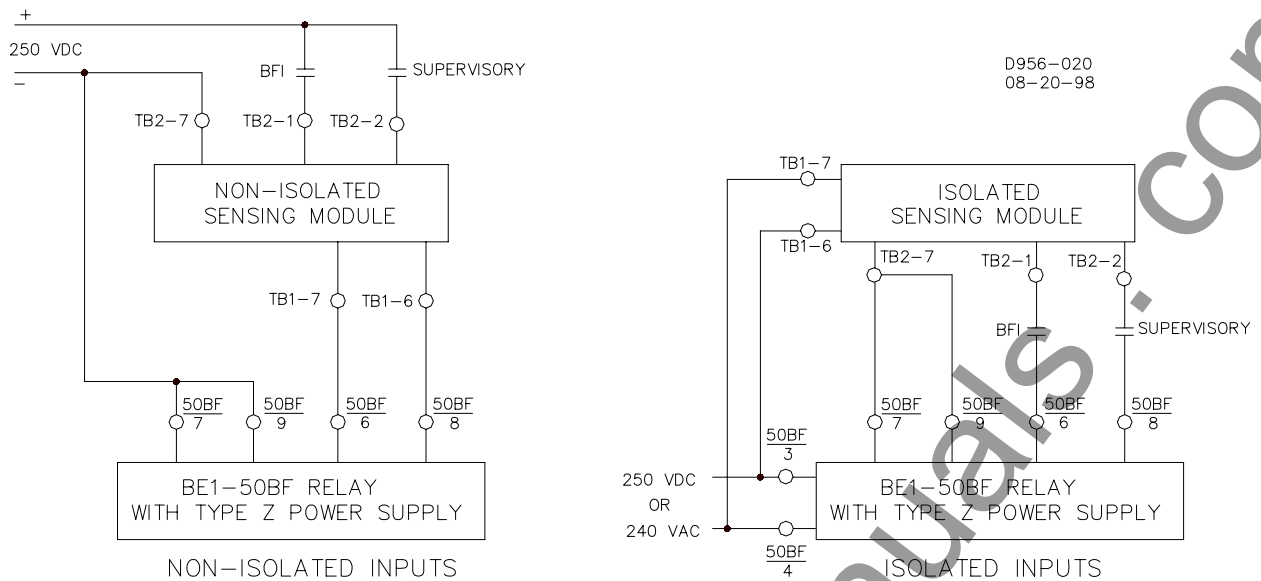 +
250 VDC
−
BFI
SUPERVISORY
TB2−7
TB2−1
TB2−2
NON−ISOLATED
SENSING MODULE
TB1−7
TB1−6
50BF
7
50BF
9
50BF
6
50BF
8
BE1−50BF RELAY
WITH TYPE Z POWER SUPPLY
NON−ISOLATED INPUTS
D956−020
08−20−98
TB1−7
ISOLATED
SENSING MODULE
TB1−6
TB2−7
TB2−1
TB2−2
BFI
SUPERVISORY
50BF
7
50BF
9
50BF
6
50BF
8
50BF
3
250 VDC
OR
240 VAC
50BF
4
BE1−50BF RELAY
WITH TYPE Z POWER SUPPLY
ISOLATED INPUTS